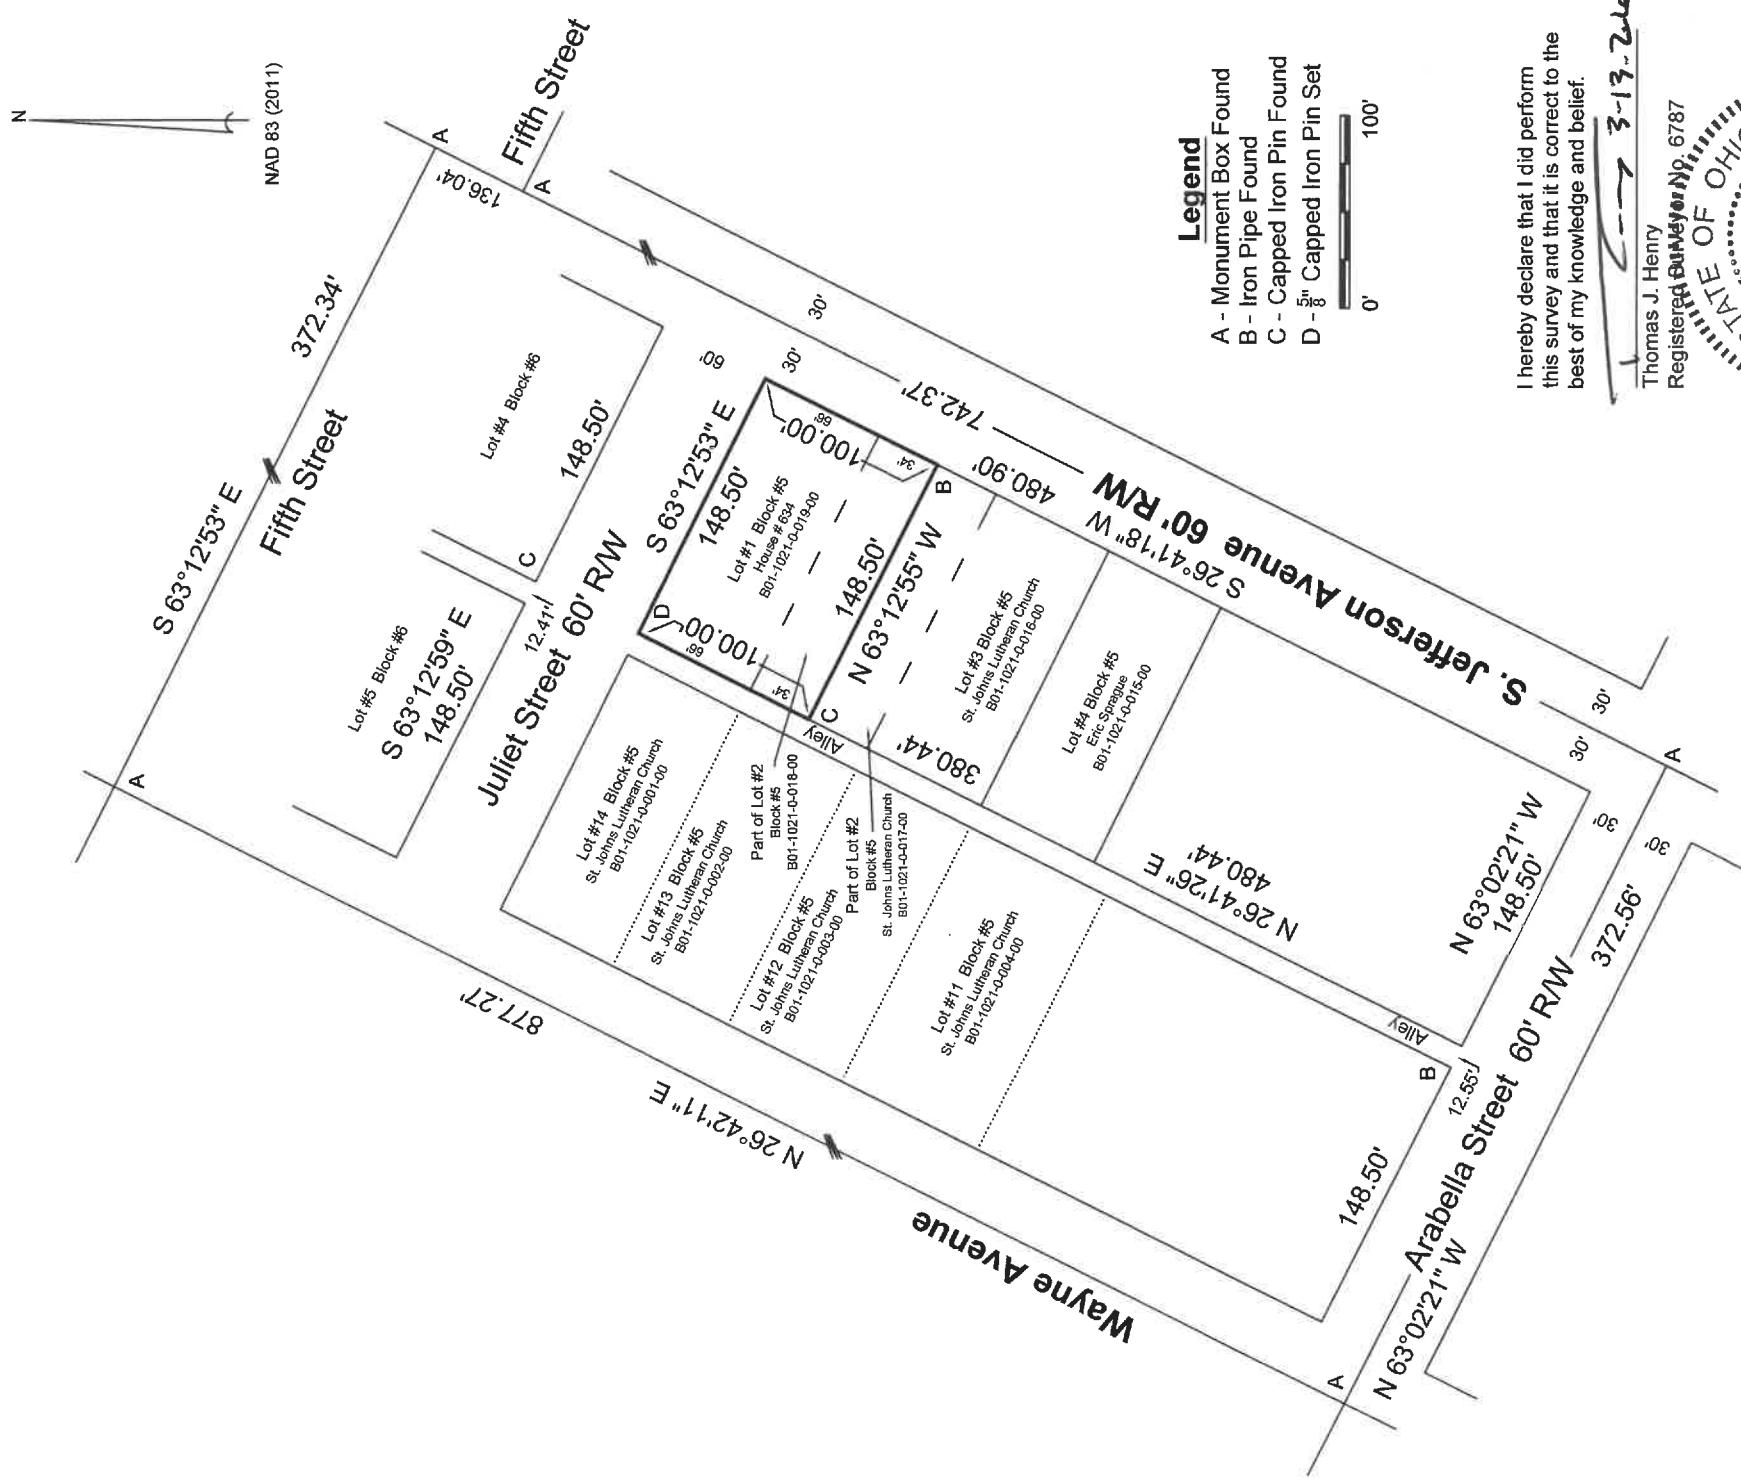 N
NAD 83 (2011)
S 63°12'53" E
372.34'
Fifth Street
Fifth Street
A
A
A
136.04'
Lot #4 Block #6
148.50'
C
12.41'
Lot #5 Block #6
S 63°12'59" E
148.50'
Juliet Street 60' R/W
60'
30'
30'
S 63°12'53" E
148.50'
Lot #1 Block #5
House # 634
B01-1021-0-019-00
100.00'
66'
34'
D
100.00'
66'
34'
148.50'
N 63°12'55" W
B
C
742.37'
480.90'
S 26°41'18" W
S. Jefferson Avenue 60' R/W
Alley
380.44'
Lot #14 Block #5
St. Johns Lutheran Church
B01-1021-0-001-00
Lot #13 Block #5
St. Johns Lutheran Church
B01-1021-0-002-00
Part of Lot #2
Block #5
B01-1021-0-018-00
Lot #12 Block #5
St. Johns Lutheran Church
B01-1021-0-003-00
Part of Lot #2
Block #5
St. Johns Lutheran Church
B01-1021-0-017-00
Lot #3 Block #5
St. Johns Lutheran Church
B01-1021-0-016-00
Lot #4 Block #5
Eric Sprague
B01-1021-0-015-00
Lot #11 Block #5
St. Johns Lutheran Church
B01-1021-0-004-00
N 26°41'26" E
480.44'
877.27'
N 26°42'11" E
Wayne Avenue
N 63°02'21" W
148.50'
30'
30'
30'
30'
A
372.56'
Alley
B
12.55'
148.50'
Arabella Street 60' R/W
N 63°02'21" W
A
Legend
A - Monument Box Found
B - Iron Pipe Found
C - Capped Iron Pin Found
D - 5/8" Capped Iron Pin Set
0' 100'
I hereby declare that I did perform
this survey and that it is correct to the
best of my knowledge and belief.
3-13-
Thomas J. Henry
Registered Surveyor No. 6787
STATE OF OHIO